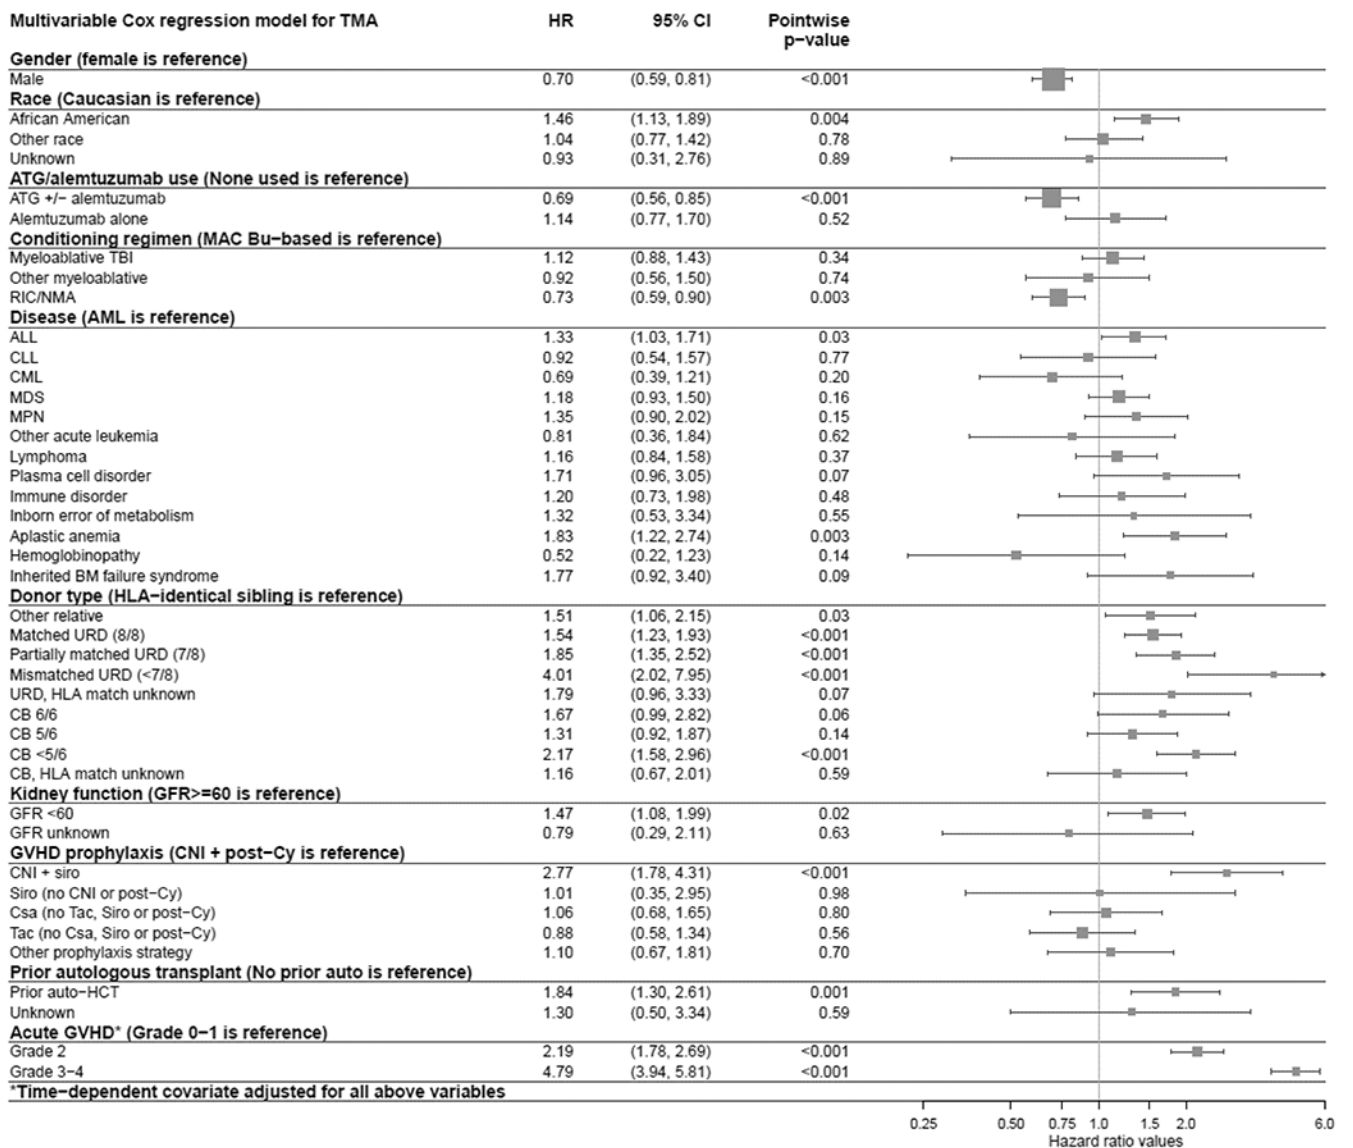 Multivariable Cox regression model for TMA HR 95% CI Pointwise
p−value
Gender (female is reference)
Male 0.70 (0.59, 0.81) <0.001
Race (Caucasian is reference)
African American 1.46 (1.13, 1.89) 0.004
Other race 1.04 (0.77, 1.42) 0.78
Unknown 0.93 (0.31, 2.76) 0.89
ATG/alemtuzumab use (None used is reference)
ATG +/− alemtuzumab 0.69 (0.56, 0.85) <0.001
Alemtuzumab alone 1.14 (0.77, 1.70) 0.52
Conditioning regimen (MAC Bu−based is reference)
Myeloablative TBI 1.12 (0.88, 1.43) 0.34
Other myeloablative 0.92 (0.56, 1.50) 0.74
RIC/NMA 0.73 (0.59, 0.90) 0.003
Disease (AML is reference)
ALL 1.33 (1.03, 1.71) 0.03
CLL 0.92 (0.54, 1.57) 0.77
CML 0.69 (0.39, 1.21) 0.20
MDS 1.18 (0.93, 1.50) 0.16
MPN 1.35 (0.90, 2.02) 0.15
Other acute leukemia 0.81 (0.36, 1.84) 0.62
Lymphoma 1.16 (0.84, 1.58) 0.37
Plasma cell disorder 1.71 (0.96, 3.05) 0.07
Immune disorder 1.20 (0.73, 1.98) 0.48
Inborn error of metabolism 1.32 (0.53, 3.34) 0.55
Aplastic anemia 1.83 (1.22, 2.74) 0.003
Hemoglobinopathy 0.52 (0.22, 1.23) 0.14
Inherited BM failure syndrome 1.77 (0.92, 3.40) 0.09
Donor type (HLA−identical sibling is reference)
Other relative 1.51 (1.06, 2.15) 0.03
Matched URD (8/8) 1.54 (1.23, 1.93) <0.001
Partially matched URD (7/8) 1.85 (1.35, 2.52) <0.001
Mismatched URD (<7/8) 4.01 (2.02, 7.95) <0.001
URD, HLA match unknown 1.79 (0.96, 3.33) 0.07
CB 6/6 1.67 (0.99, 2.82) 0.06
CB 5/6 1.31 (0.92, 1.87) 0.14
CB <5/6 2.17 (1.58, 2.96) <0.001
CB, HLA match unknown 1.16 (0.67, 2.01) 0.59
Kidney function (GFR>=60 is reference)
GFR <60 1.47 (1.08, 1.99) 0.02
GFR unknown 0.79 (0.29, 2.11) 0.63
GVHD prophylaxis (CNI + post−Cy is reference)
CNI + siro 2.77 (1.78, 4.31) <0.001
Siro (no CNI or post−Cy) 1.01 (0.35, 2.95) 0.98
Csa (no Tac, Siro or post−Cy) 1.06 (0.68, 1.65) 0.80
Tac (no Csa, Siro or post−Cy) 0.88 (0.58, 1.34) 0.56
Other prophylaxis strategy 1.10 (0.67, 1.81) 0.70
Prior autologous transplant (No prior auto is reference)
Prior auto−HCT 1.84 (1.30, 2.61) 0.001
Unknown 1.30 (0.50, 3.34) 0.59
Acute GVHD* (Grade 0−1 is reference)
Grade 2 2.19 (1.78, 2.69) <0.001
Grade 3−4 4.79 (3.94, 5.81) <0.001
*Time−dependent covariate adjusted for all above variables
0.25 0.50 0.75 1.0 1.5 2.0 6.0
Hazard ratio values